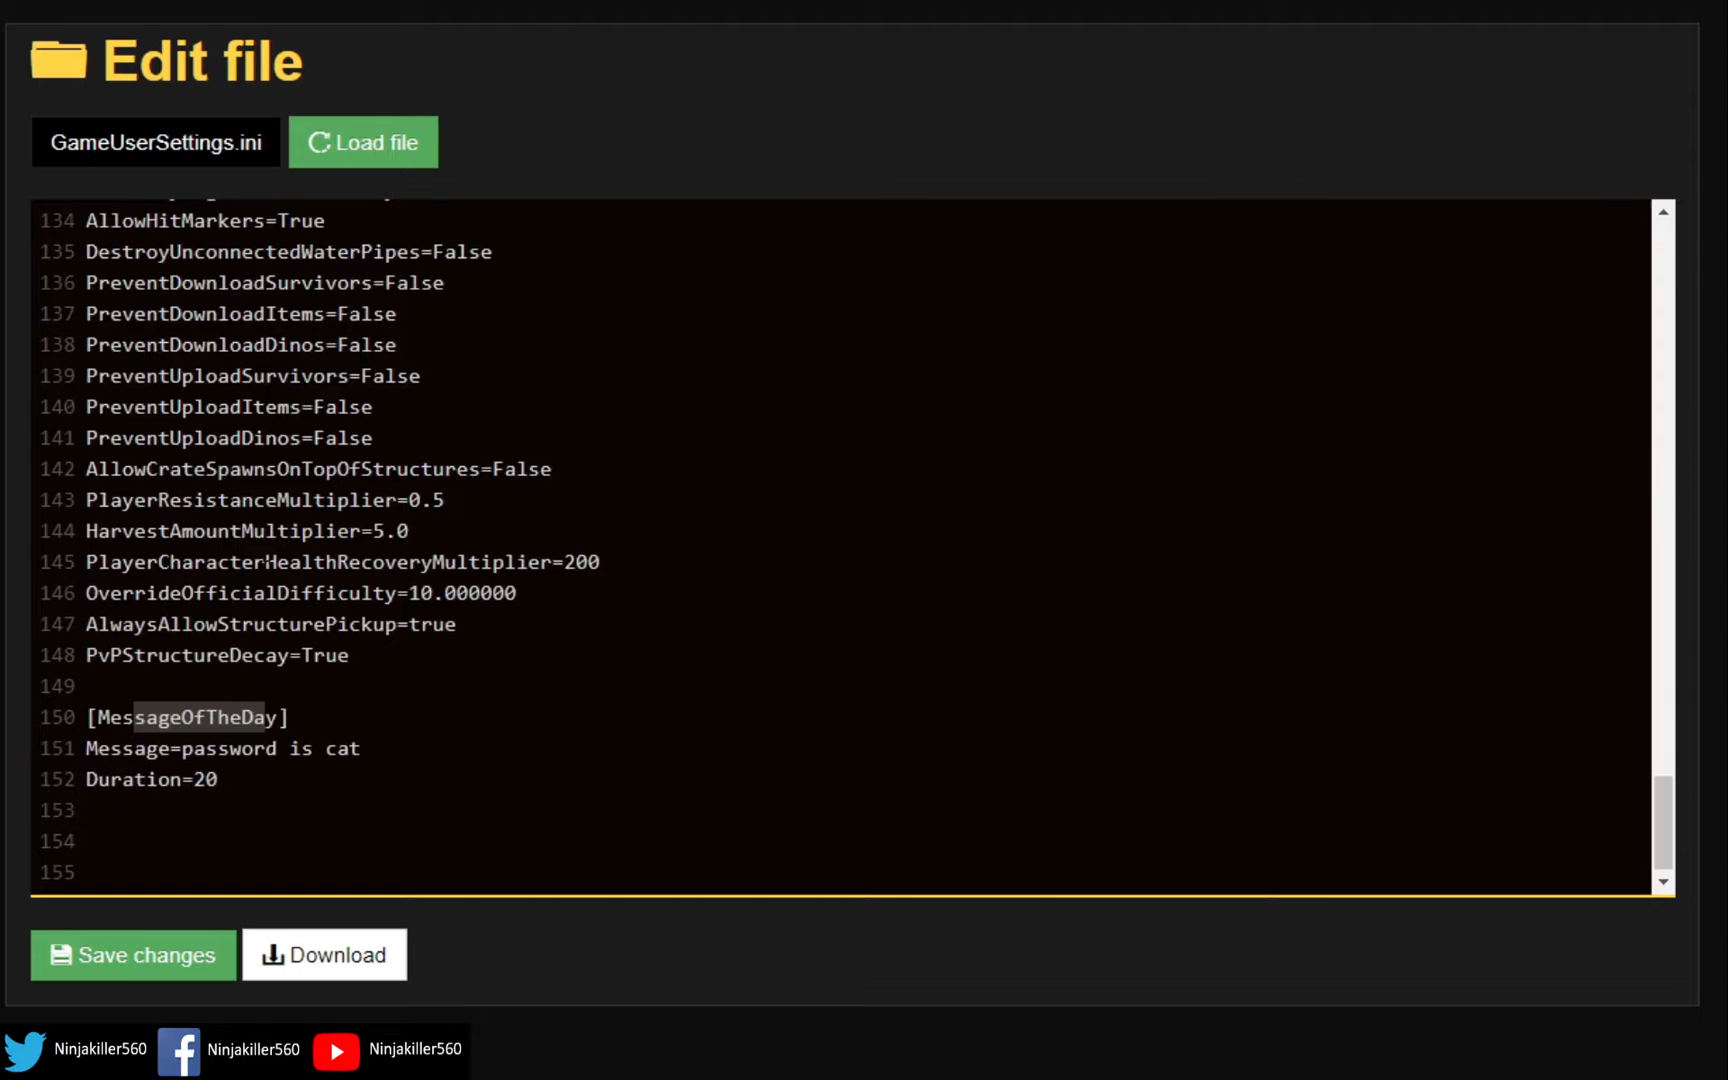 Edit file
GameUserSettings.ini
Load file
134 AllowHitMarkers=True
135 DestroyUnconnectedWaterPipes=False
136 PreventDownloadSurvivors=False
137 PreventDownloadItems=False
138 PreventDownloadDinos=False
139 PreventUploadSurvivors=False
140 PreventUploadItems=False
141 PreventUploadDinos=False
142 AllowCrateSpawnsOnTopOfStructures=False
143 PlayerResistanceMultiplier=0.5
144 HarvestAmountMultiplier=5.0
145 PlayerCharacterHealthRecoveryMultiplier=200
146 OverrideOfficialDifficulty=10.000000
147 AlwaysAllowStructurePickup=true
148 PvPStructureDecay=True
149
150 [MessageOfTheDay]
151 Message=password is cat
152 Duration=20
153
154
155
Save changes
Download
Ninjakiller560
Ninjakiller560
Ninjakiller560